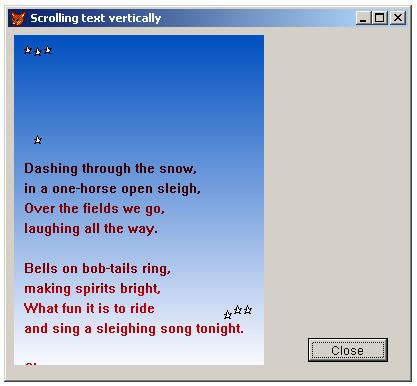 Scrolling text vertically
Dashing through the snow,
in a one-horse open sleigh,
Over the fields we go,
laughing all the way.
Bells on bob-tails ring,
making spirits bright,
What fun it is to ride
and sing a sleighing song tonight.
Close